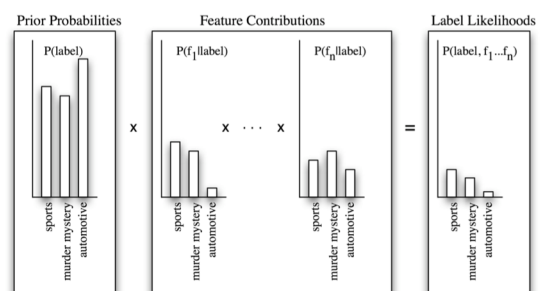 Prior Probabilities
Feature Contributions
Label Likelihoods
P(label)
P(f1|label)
P(fn|label)
P(label, f1...fn)
x
x ... x
=
sports
murder mystery
automotive
sports
murder mystery
automotive
sports
murder mystery
automotive
sports
murder mystery
automotive